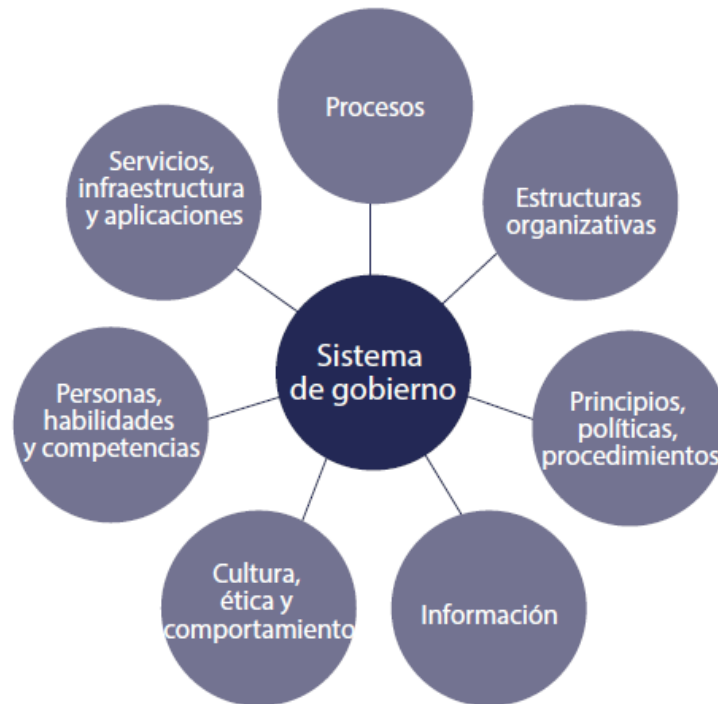 Procesos
Servicios,
infraestructura
y aplicaciones
Estructuras
organizativas
Sistema
de gobierno
Personas,
habilidades
y competencias
Principios,
políticas,
procedimientos
Cultura,
ética y
comportamiento
Información